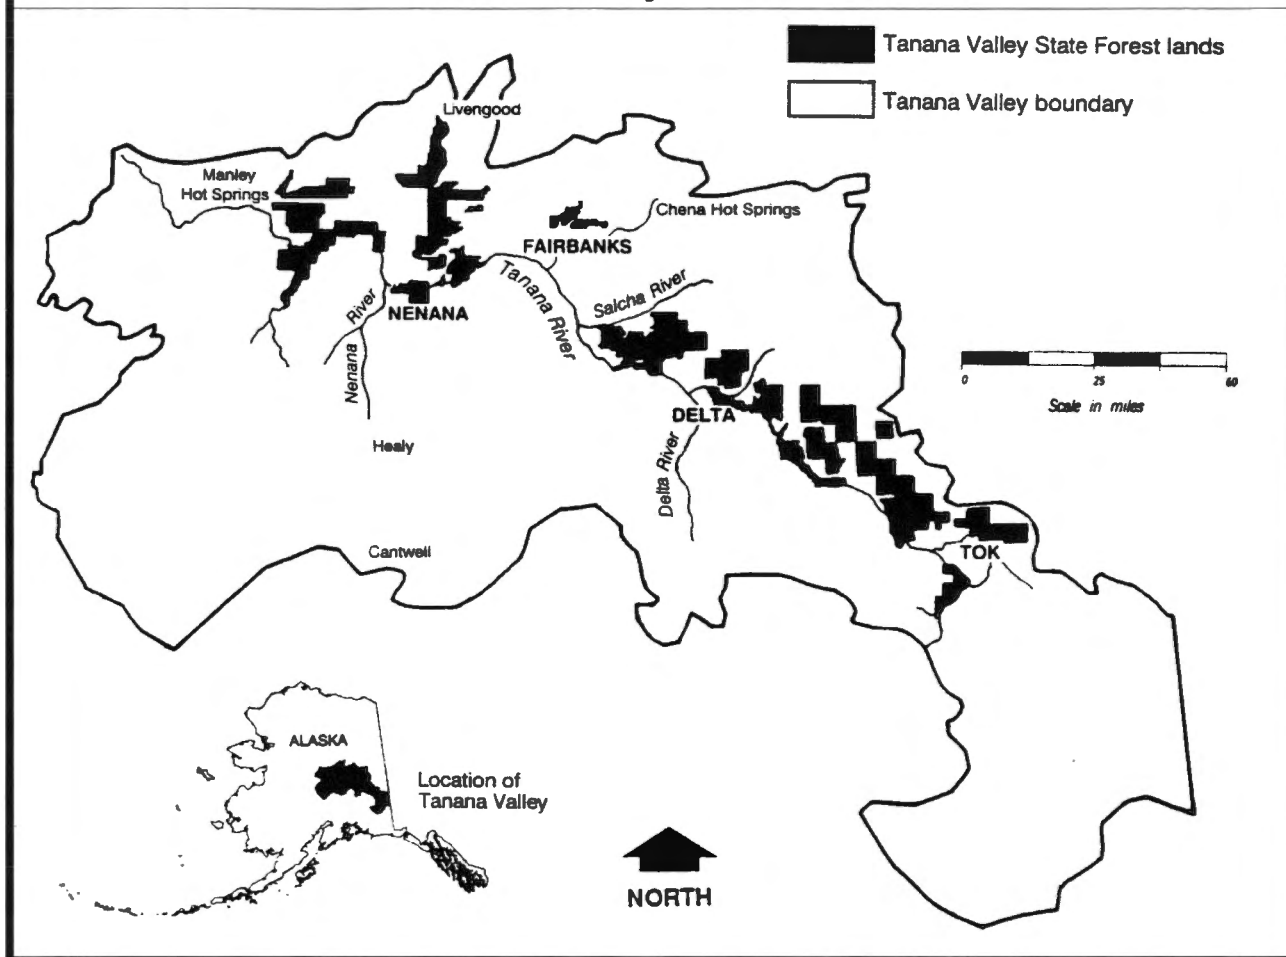 Tanana Valley State Forest lands
Tanana Valley boundary
Livengood
Manley
Hot Springs
Chena Hot Springs
FAIRBANKS
Tanana River
Salcha River
River
Nenana
NENANA
0 25 60
Scale in miles
DELTA
Delta River
Healy
Cantwell
TOK
ALASKA
Location of
Tanana Valley
NORTH